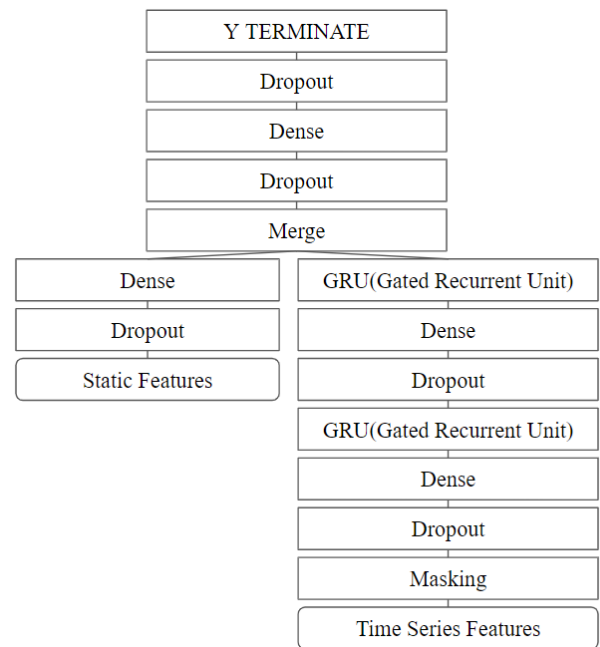 Y TERMINATE
Dropout
Dense
Dropout
Merge
Dense
Dropout
Static Features
GRU(Gated Recurrent Unit)
Dense
Dropout
GRU(Gated Recurrent Unit)
Dense
Dropout
Masking
Time Series Features